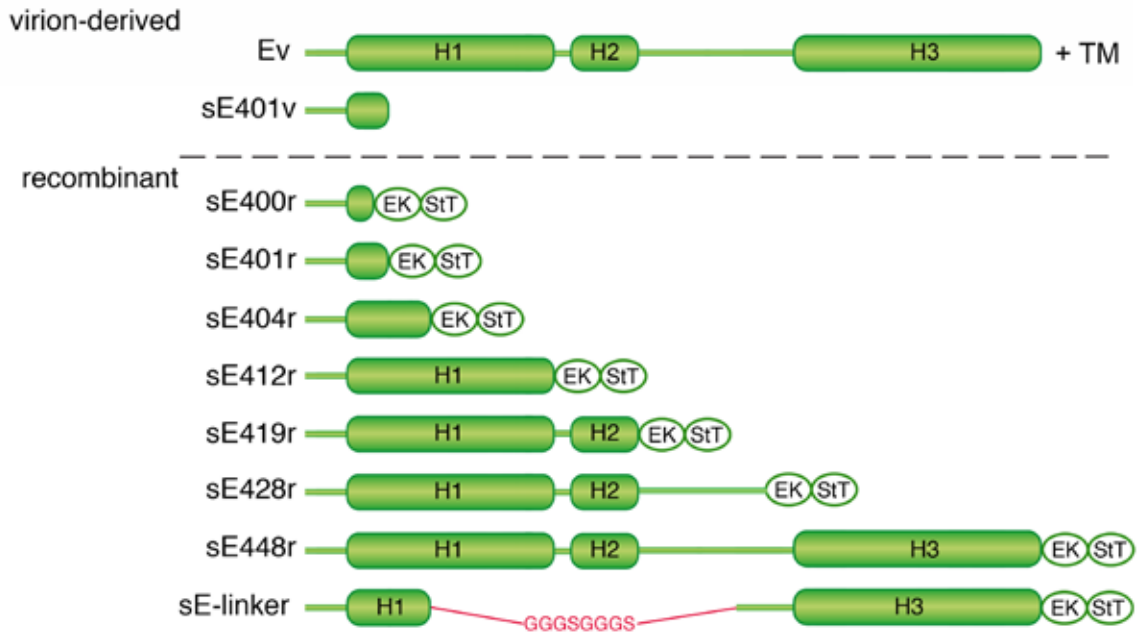 virion-derived
Ev H1 H2 H3 + TM
sE401v
recombinant
sE400r EK StT
sE401r EK StT
sE404r EK StT
sE412r H1 EK StT
sE419r H1 H2 EK StT
sE428r H1 H2 EK StT
sE448r H1 H2 H3 EK StT
sE-linker H1 GGGSGGGS H3 EK StT